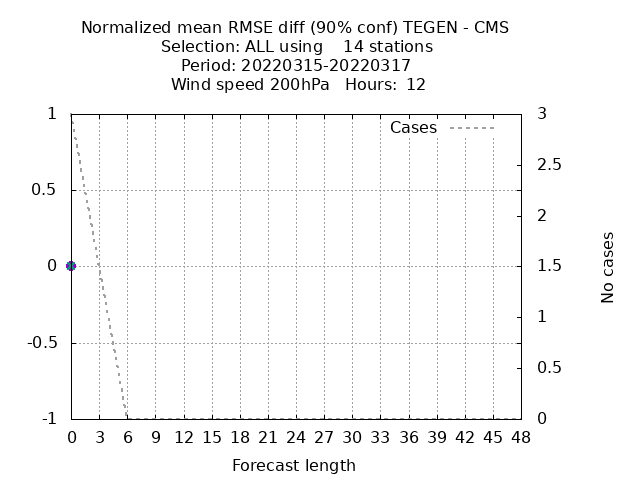 Normalized mean RMSE diff (90% conf) TEGEN - CMS
Selection: ALL using    14 stations
Period: 20220315-20220317
Wind speed 200hPa   Hours:  12
1 3
Cases
2.5
0.5
2
0 1.5
No cases
1
-0.5
0.5
-1 0
0 3 6 9 12 15 18 21 24 27 30 33 36 39 42 45 48
Forecast length